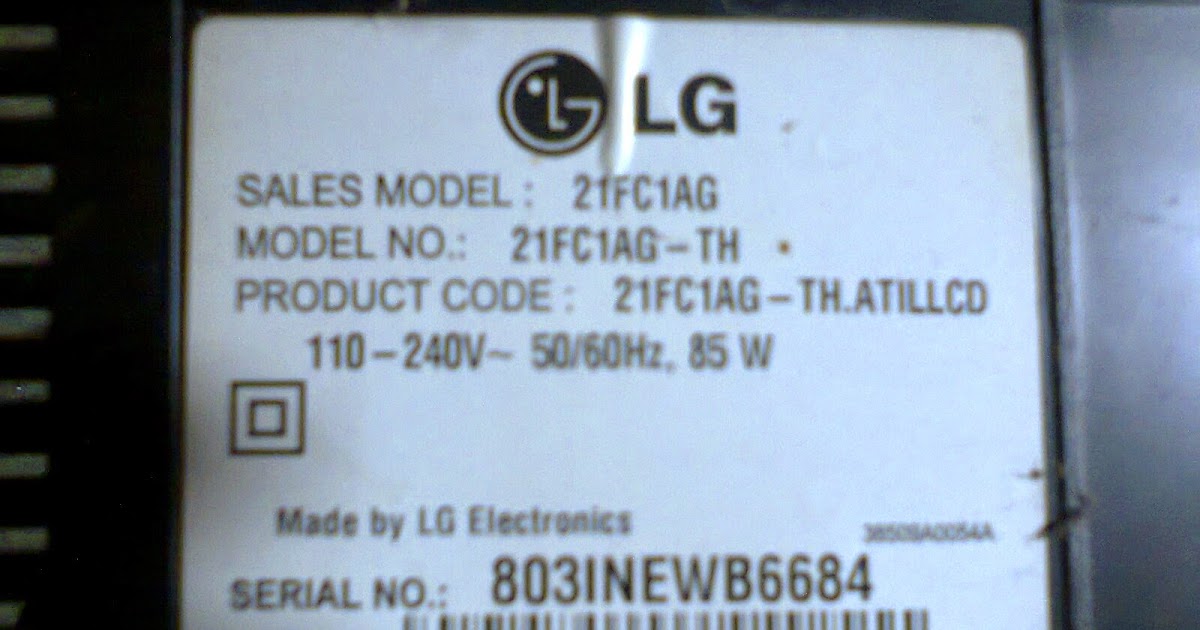 LG
SALES MODEL : 21FC1AG
MODEL NO.: 21FC1AG-TH
PRODUCT CODE : 21FC1AG-TH.ATILLCD
110-240V~ 50/60Hz, 85 W
Made by LG Electronics
SERIAL NO.: 803INEWB6684